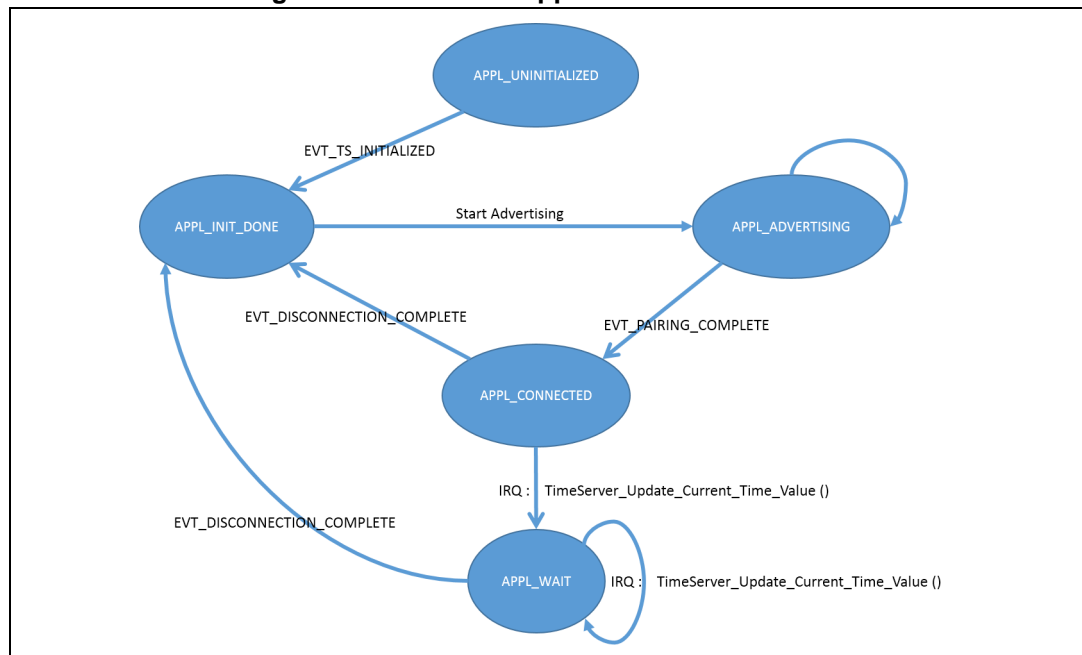 APPL_UNINITIALIZED
EVT_TS_INITIALIZED
APPL_INIT_DONE
Start Advertising
APPL_ADVERTISING
EVT_DISCONNECTION_COMPLETE
EVT_PAIRING_COMPLETE
APPL_CONNECTED
IRQ : TimeServer_Update_Current_Time_Value ()
EVT_DISCONNECTION_COMPLETE
APPL_WAIT
IRQ : TimeServer_Update_Current_Time_Value ()